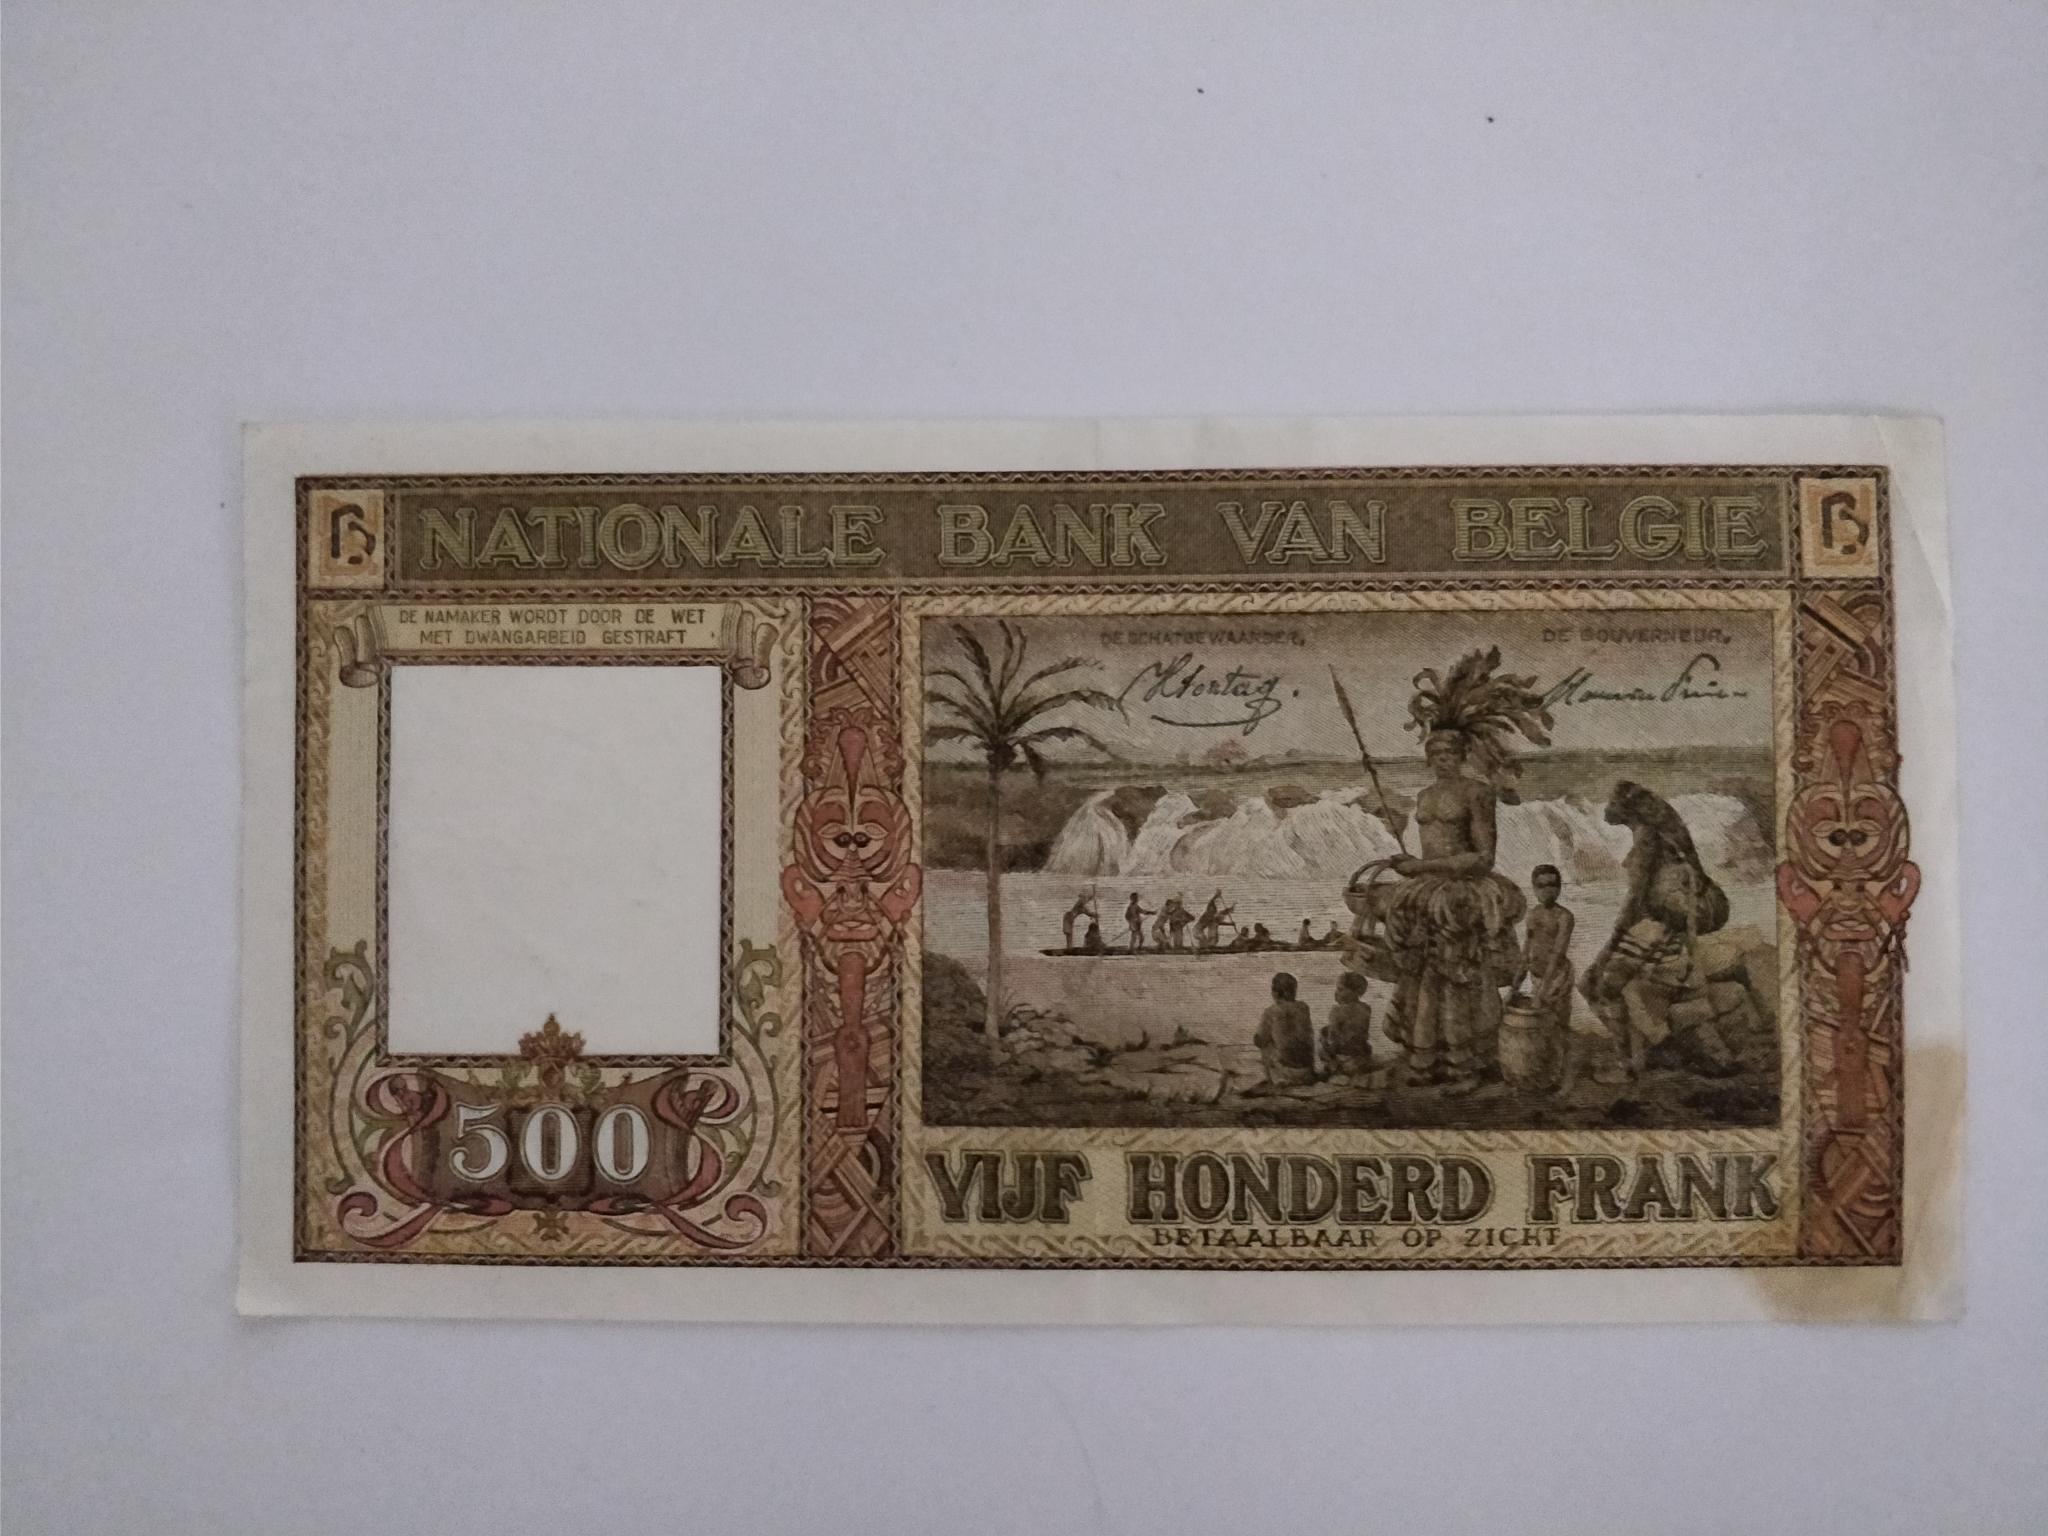 NATIONALE BANK VAN BELGIE
DE NAMAKER WORDT DOOR DE WET
MET DWANGARBEID GESTRAFT
DE SCHATBEWAARDER,
DE GOUVERNEUR,
500
VIJF HONDERD FRANK
BETAALBAAR OP ZICHT